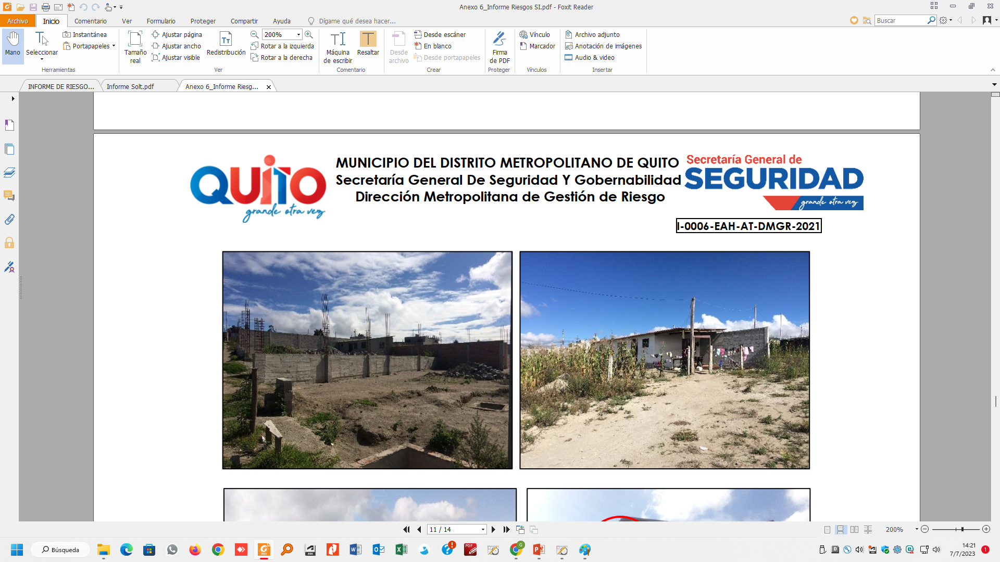 Anexo 6_Informe Riesgos SI.pdf - Foxit Reader
Archivo Inicio Comentario Ver Formulario Proteger Compartir Ayuda Dígame qué desea hacer... Buscar
Mano
Seleccionar
Instantánea
Portapapeles
Herramientas
Tamaño real
Ajustar página
Ajustar ancho
Ajustar visible
Redistribución
200%
Rotar a la izquierda
Rotar a la derecha
Ver
Máquina de escribir
Resaltar
Comentario
Desde archivo
Desde escáner
En blanco
Desde portapapeles
Crear
Firma de PDF
Proteger
Vínculo
Marcador
Vínculos
Archivo adjunto
Anotación de imágenes
Audio & video
Insertar
INFORME DE RIESGO... Informe Solt.pdf Anexo 6_Informe Riesg...
QUITO
grande otra vez
MUNICIPIO DEL DISTRITO METROPOLITANO DE QUITO
Secretaría General De Seguridad Y Gobernabilidad
Dirección Metropolitana de Gestión de Riesgo
Secretaría General de
SEGURIDAD
grande otra vez
I-0006-EAH-AT-DMGR-2021
11 / 14
200%
Búsqueda
14:21
7/7/2023
1